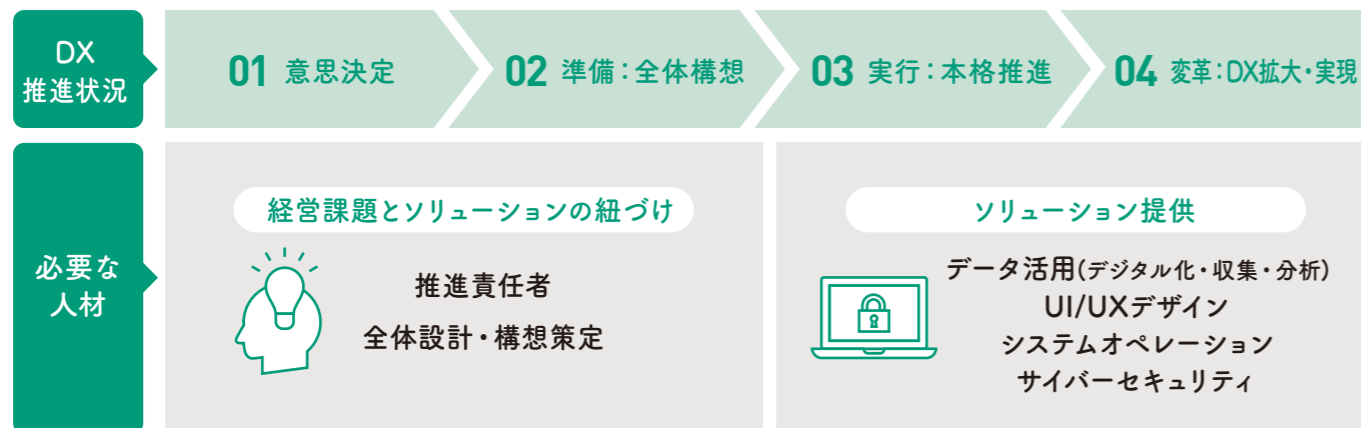 DX
推進状況
01 意思決定
02 準備:全体構想
03 実行:本格推進
04 変革:DX拡大・実現
必要な
人材
経営課題とソリューションの紐づけ
推進責任者
全体設計・構想策定
ソリューション提供
データ活用(デジタル化・収集・分析)
UI/UXデザイン
システムオペレーション
サイバーセキュリティ